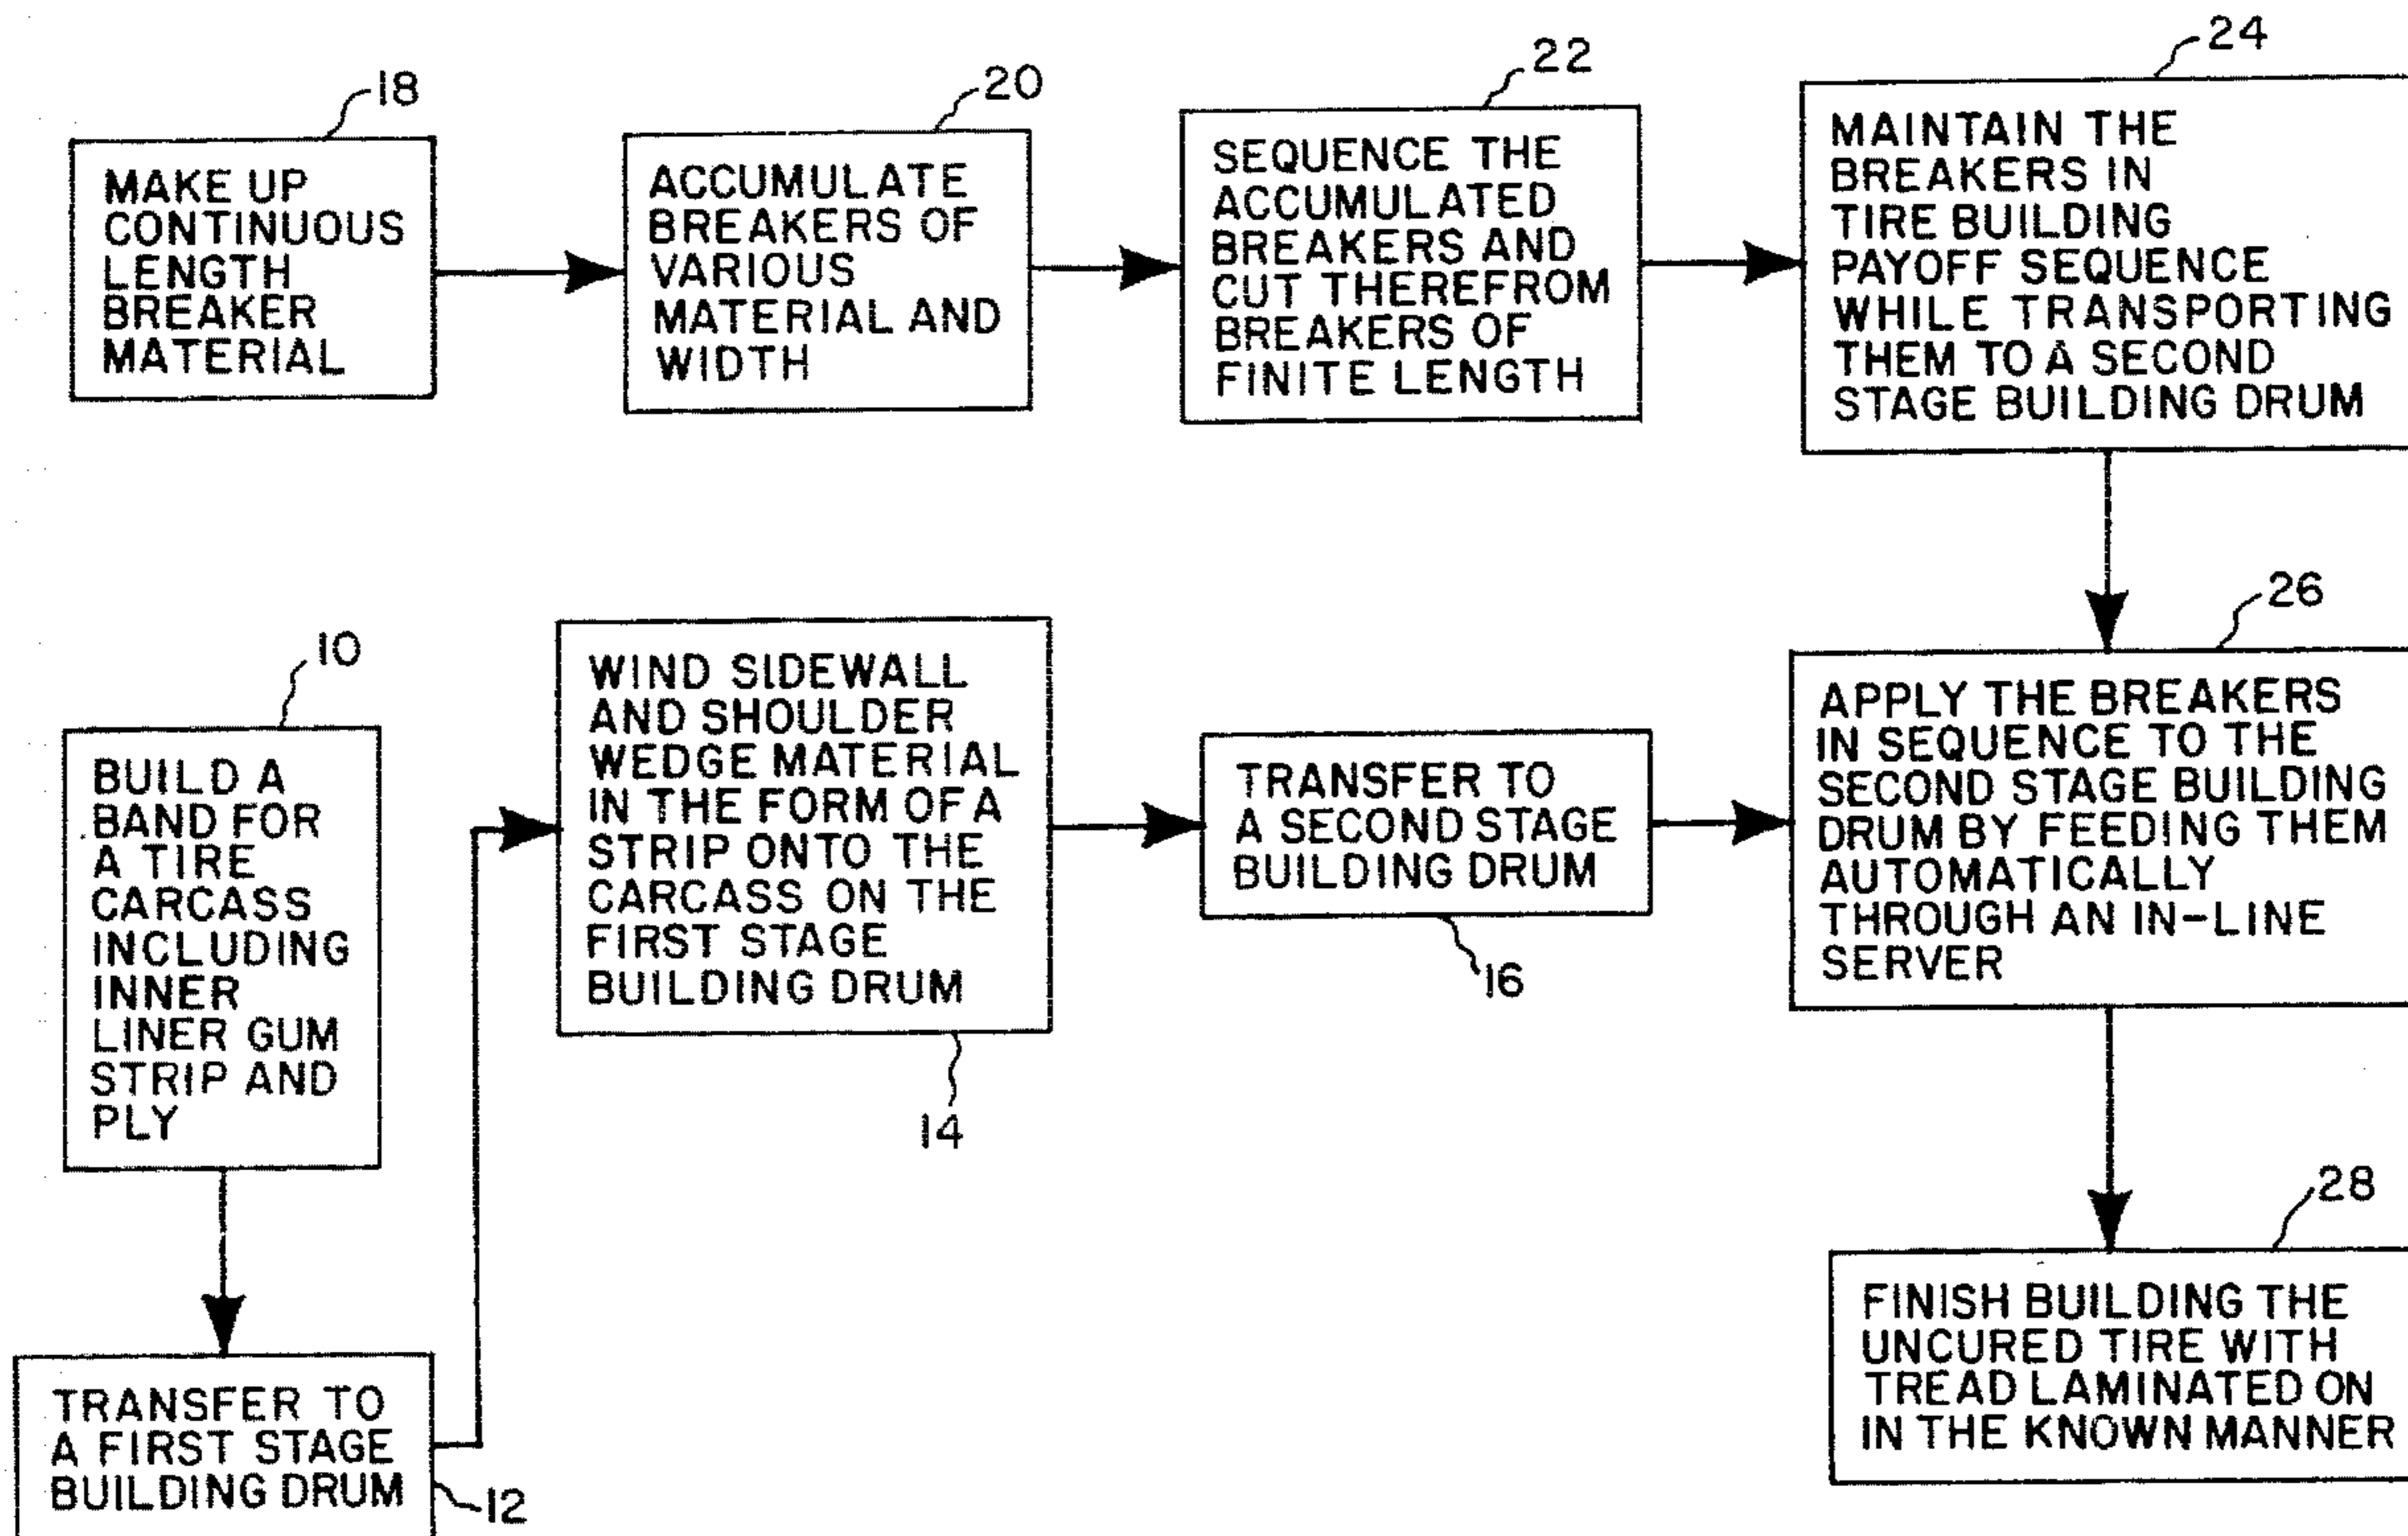 18
MAKE UP
CONTINUOUS
LENGTH
BREAKER
MATERIAL
20
ACCUMULATE
BREAKERS OF
VARIOUS
MATERIAL AND
WIDTH
22
SEQUENCE THE
ACCUMULATED
BREAKERS AND
CUT THEREFROM
BREAKERS OF
FINITE LENGTH
24
MAINTAIN THE
BREAKERS IN
TIRE BUILDING
PAYOFF SEQUENCE
WHILE TRANSPORTING
THEM TO A SECOND
STAGE BUILDING DRUM
10
BUILD A
BAND FOR
A TIRE
CARCASS
INCLUDING
INNER
LINER GUM
STRIP AND
PLY
TRANSFER TO
A FIRST STAGE
BUILDING DRUM
12
WIND SIDEWALL
AND SHOULDER
WEDGE MATERIAL
IN THE FORM OF A
STRIP ONTO THE
CARCASS ON THE
FIRST STAGE
BUILDING DRUM
14
TRANSFER TO
A SECOND STAGE
BUILDING DRUM
16
26
APPLY THE BREAKERS
IN SEQUENCE TO THE
SECOND STAGE BUILDING
DRUM BY FEEDING THEM
AUTOMATICALLY
THROUGH AN IN-LINE
SERVER
28
FINISH BUILDING THE
UNCURED TIRE WITH
TREAD LAMINATED ON
IN THE KNOWN MANNER